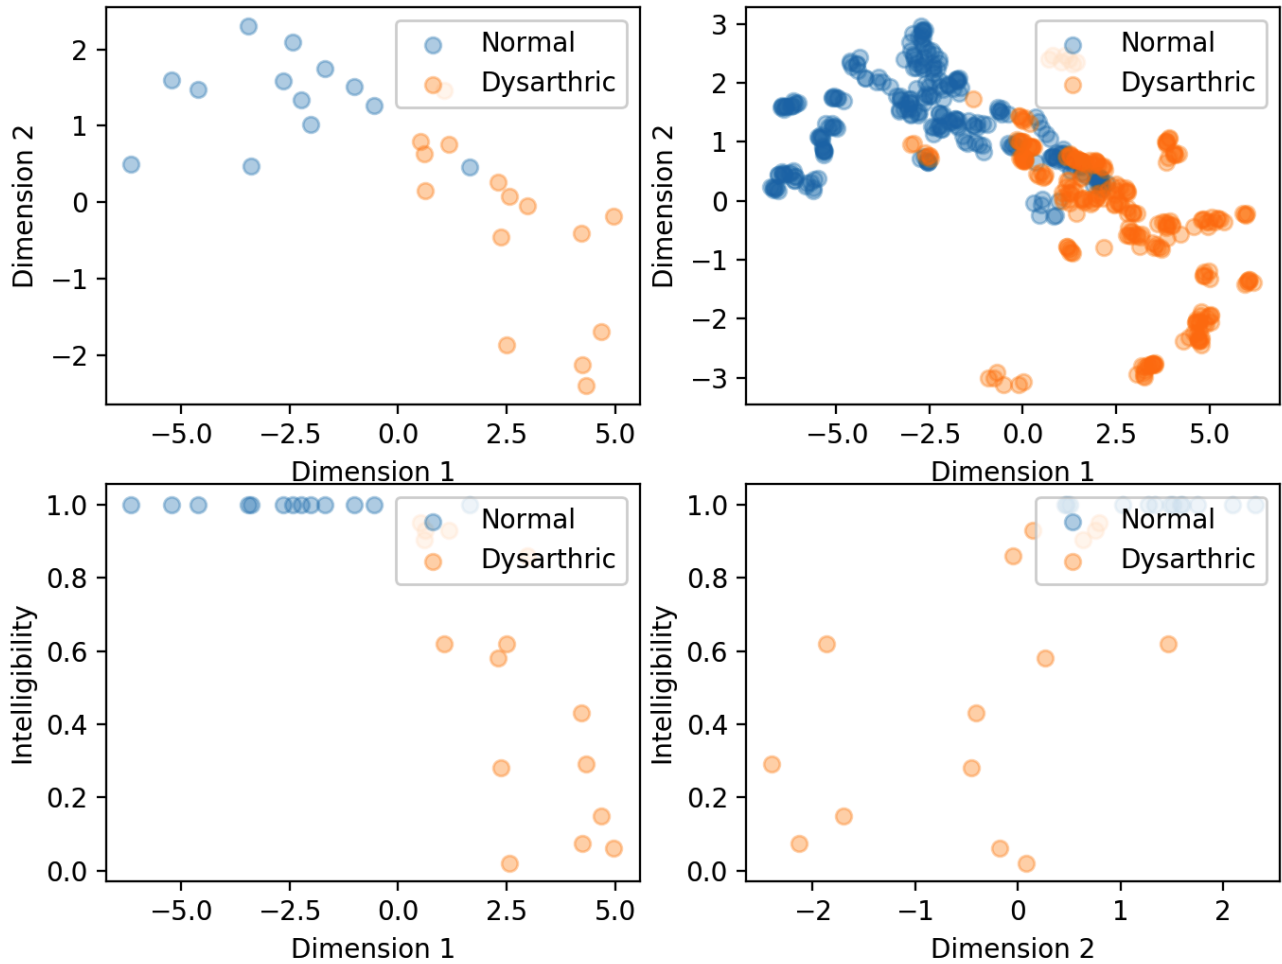 Normal
Dysarthric
2
1
0
−1
−2
Dimension 2
−5.0 −2.5 0.0 2.5 5.0
Dimension 1
Normal
Dysarthric
3
2
1
0
−1
−2
−3
Dimension 2
−5.0 −2.5 0.0 2.5 5.0
Dimension 1
Normal
Dysarthric
1.0
0.8
0.6
0.4
0.2
0.0
Intelligibility
−5.0 −2.5 0.0 2.5 5.0
Dimension 1
Normal
Dysarthric
1.0
0.8
0.6
0.4
0.2
0.0
Intelligibility
−2 −1 0 1 2
Dimension 2